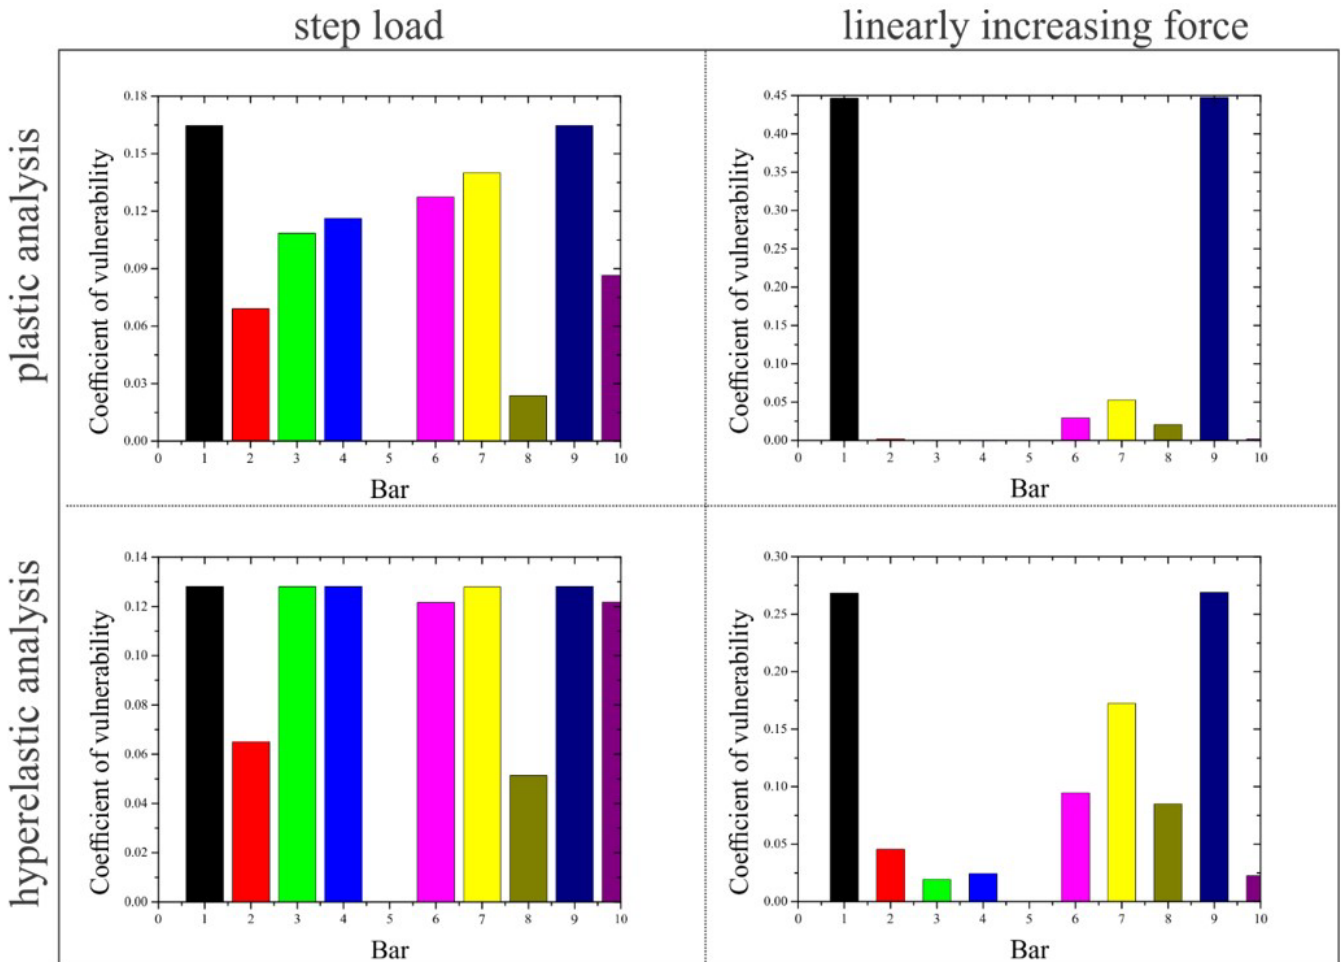 step load
linearly increasing force
plastic analysis
Coefficient of vulnerability
0.18
0.15
0.12
0.09
0.06
0.03
0.00
0 1 2 3 4 5 6 7 8 9 10
Bar
Coefficient of vulnerability
0.45
0.40
0.35
0.30
0.25
0.20
0.15
0.10
0.05
0.00
0 1 2 3 4 5 6 7 8 9 10
Bar
hyperelastic analysis
Coefficient of vulnerability
0.14
0.12
0.10
0.08
0.06
0.04
0.02
0.00
0 1 2 3 4 5 6 7 8 9 10
Bar
Coefficient of vulnerability
0.30
0.25
0.20
0.15
0.10
0.05
0.00
0 1 2 3 4 5 6 7 8 9 10
Bar